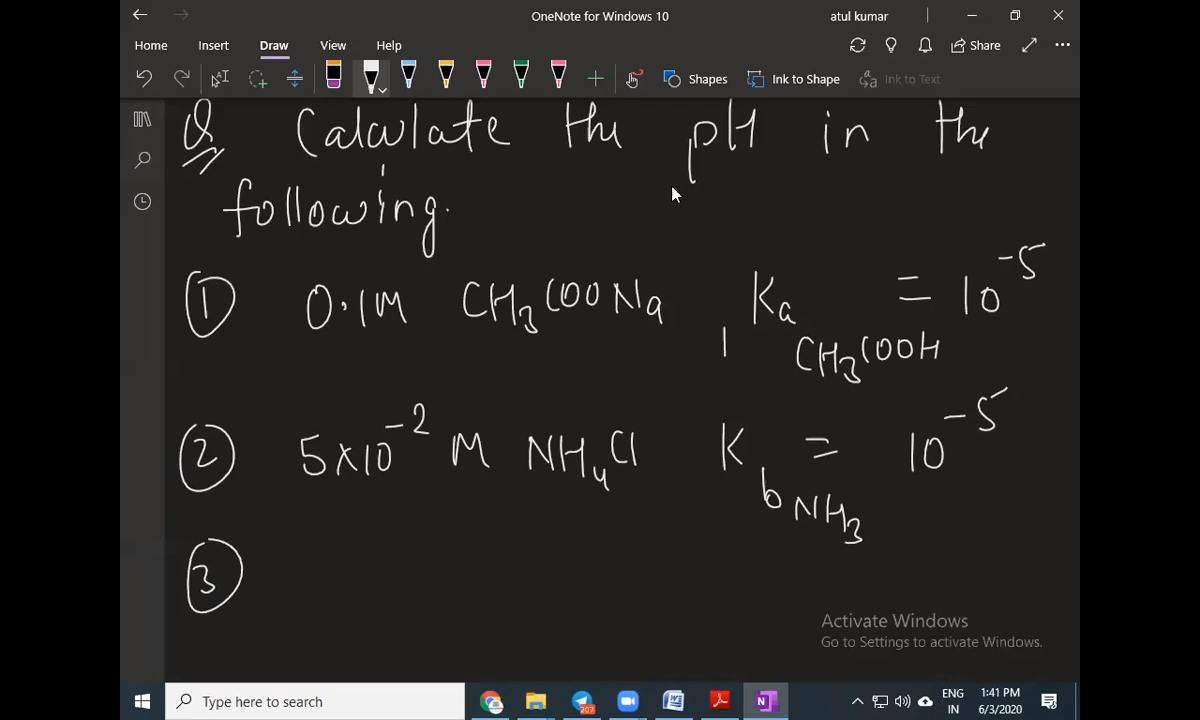 OneNote for Windows 10
atul kumar
Home Insert Draw View Help
Share
Shapes Ink to Shape Ink to Text
Q Calculate the pH in the
following.
① 0.1M CH3COONa , Ka CH3COOH = 10^-5
② 5×10^-2 M NH4Cl Kb NH3 = 10^-5
③
Activate Windows
Go to Settings to activate Windows.
Type here to search
207
ENG
IN
1:41 PM
6/3/2020